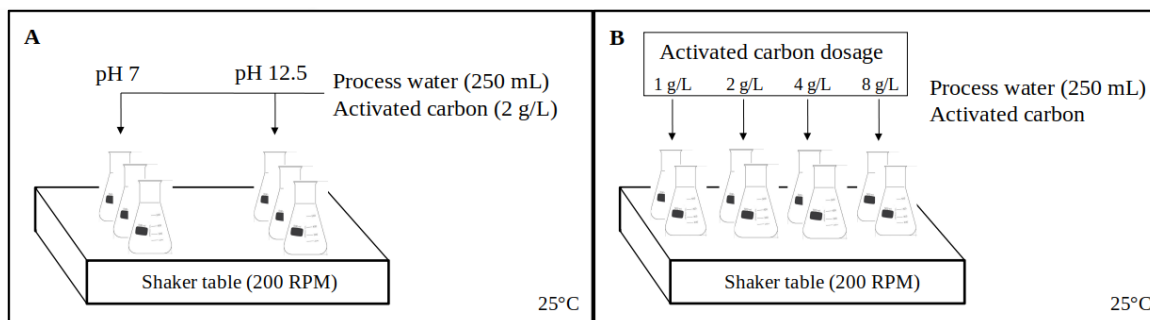 A
pH 7
pH 12.5
Process water (250 mL)
Activated carbon (2 g/L)
Shaker table (200 RPM)
25°C
B
Activated carbon dosage
1 g/L
2 g/L
4 g/L
8 g/L
Process water (250 mL)
Activated carbon
Shaker table (200 RPM)
25°C